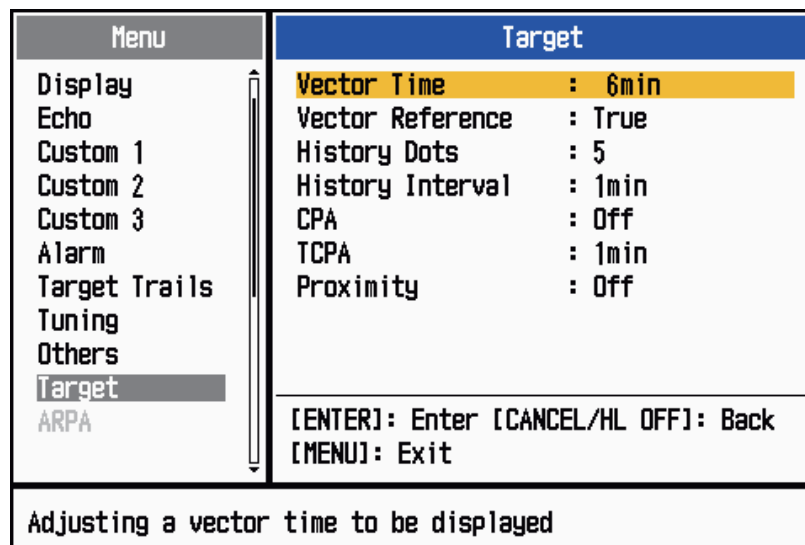 Menu
Display
Echo
Custom 1
Custom 2
Custom 3
Alarm
Target Trails
Tuning
Others
Target
ARPA
Target
Vector Time : 6min
Vector Reference : True
History Dots : 5
History Interval : 1min
CPA : Off
TCPA : 1min
Proximity : Off
[ENTER]: Enter [CANCEL/HL OFF]: Back
[MENU]: Exit
Adjusting a vector time to be displayed